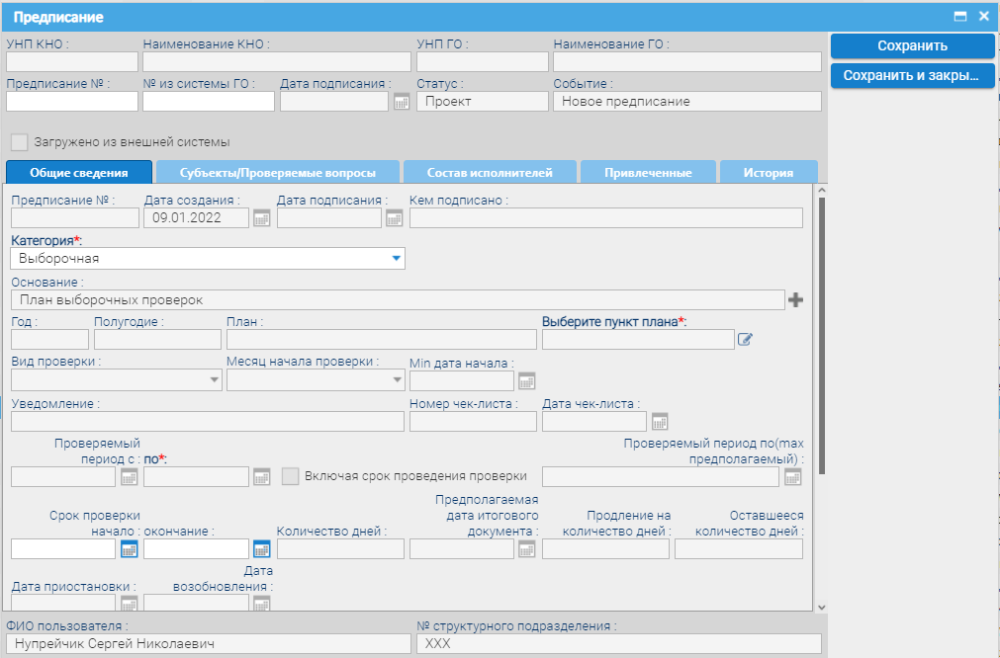 Предписание
УНП КНО : Наименование КНО : УНП ГО : Наименование ГО :
Сохранить
Предписание № : № из системы ГО : Дата подписания : Статус : Событие :
Сохранить и закры...
Проект Новое предписание
Загружено из внешней системы
Общие сведения Субъекты/Проверяемые вопросы Состав исполнителей Привлеченные История
Предписание № : Дата создания : Дата подписания : Кем подписано :
09.01.2022
Категория*:
Выборочная
Основание :
План выборочных проверок
Год : Полугодие : План : Выберите пункт плана*:
Вид проверки : Месяц начала проверки : Min дата начала :
Уведомление : Номер чек-листа : Дата чек-листа :
Проверяемый
период с : по*:
Включая срок проведения проверки
Проверяемый период по(max
предполагаемый) :
Срок проверки
начало : окончание : Количество дней :
Предполагаемая
дата итогового
документа :
Продление на
количество дней :
Оставшееся
количество дней :
Дата приостановки :
Дата
возобновления :
ФИО пользователя : № структурного подразделения :
Нупрейчик Сергей Николаевич XXX